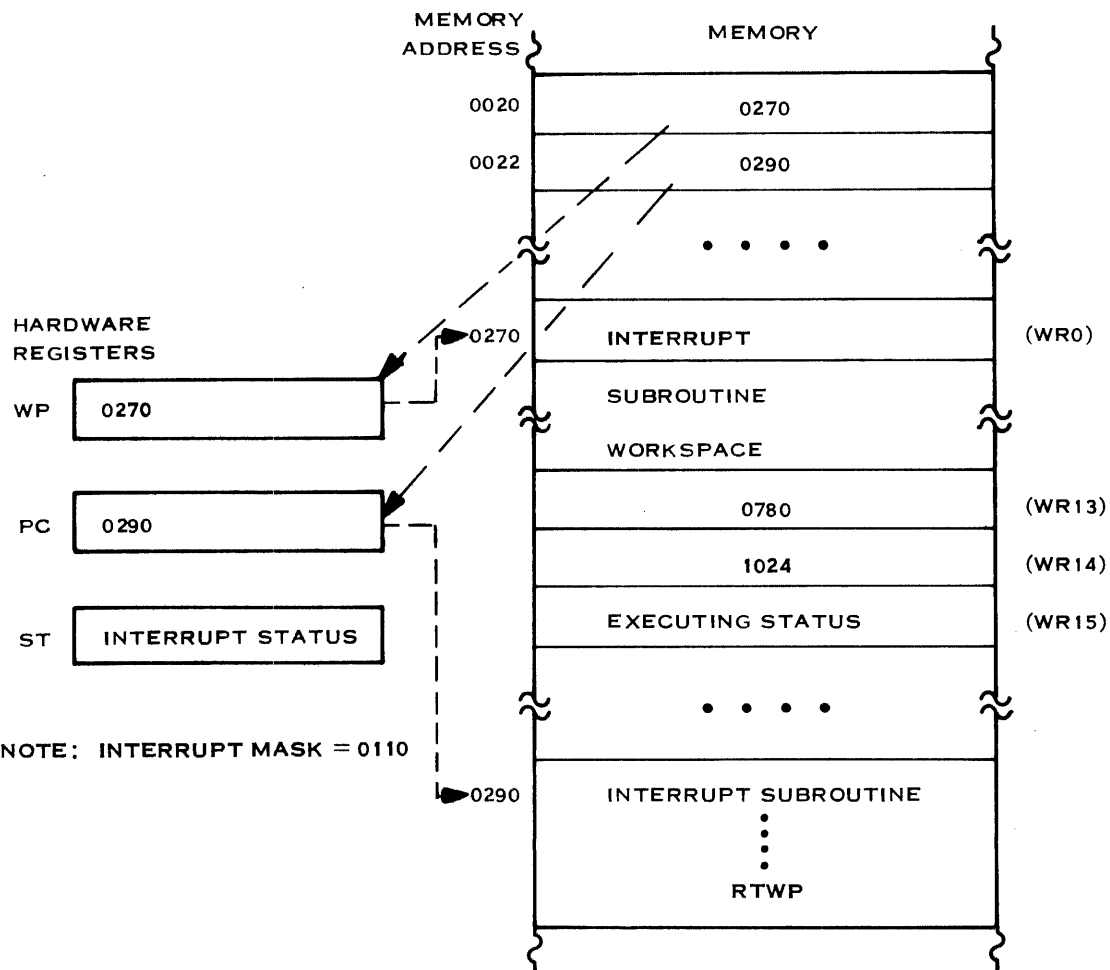 MEMORY
ADDRESS
MEMORY
0020
0270
0022
0290
HARDWARE
REGISTERS
0270
INTERRUPT
(WR0)
WP
0270
SUBROUTINE
WORKSPACE
PC
0290
0780
(WR13)
1024
(WR14)
ST
INTERRUPT STATUS
EXECUTING STATUS
(WR15)
NOTE: INTERRUPT MASK = 0110
0290
INTERRUPT SUBROUTINE
RTWP